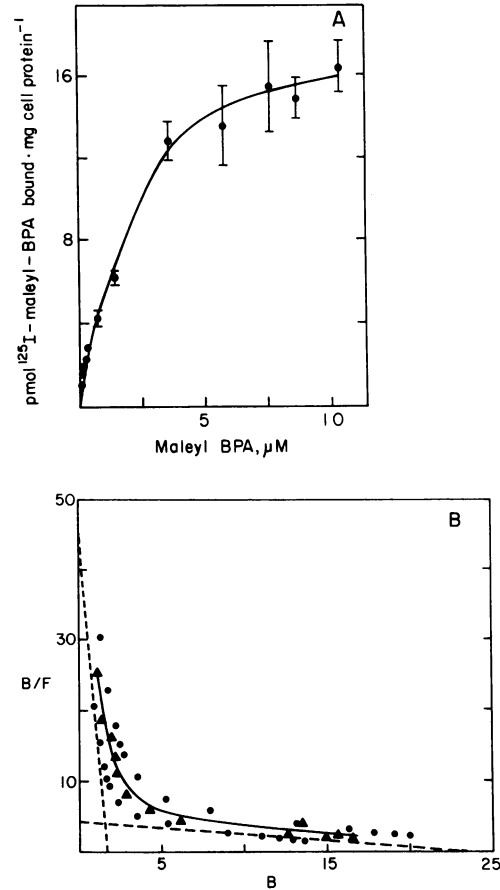 A
pmol ¹²⁵I-maleyl-BPA bound · mg cell protein⁻¹
16
8
5
10
Maleyl BPA, µM
B
50
30
B/F
10
5
15
25
B